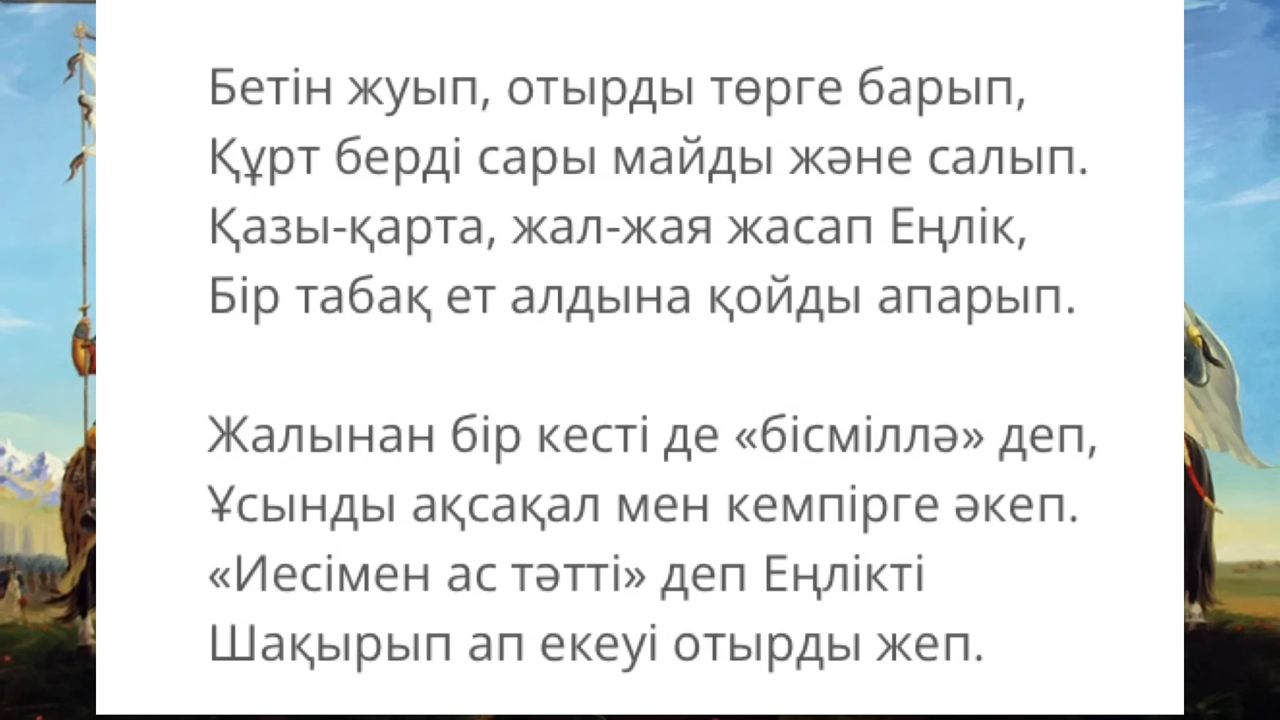 Бетін жуып, отырды төрге барып,
Құрт берді сары майды және салып.
Қазы-қарта, жал-жая жасап Еңлік,
Бір табақ ет алдына қойды апарып.
Жалынан бір кесті де «бісміллә» деп,
Ұсынды ақсақал мен кемпірге әкеп.
«Иесімен ас тәтті» деп Еңлікті
Шақырып ап екеуі отырды жеп.